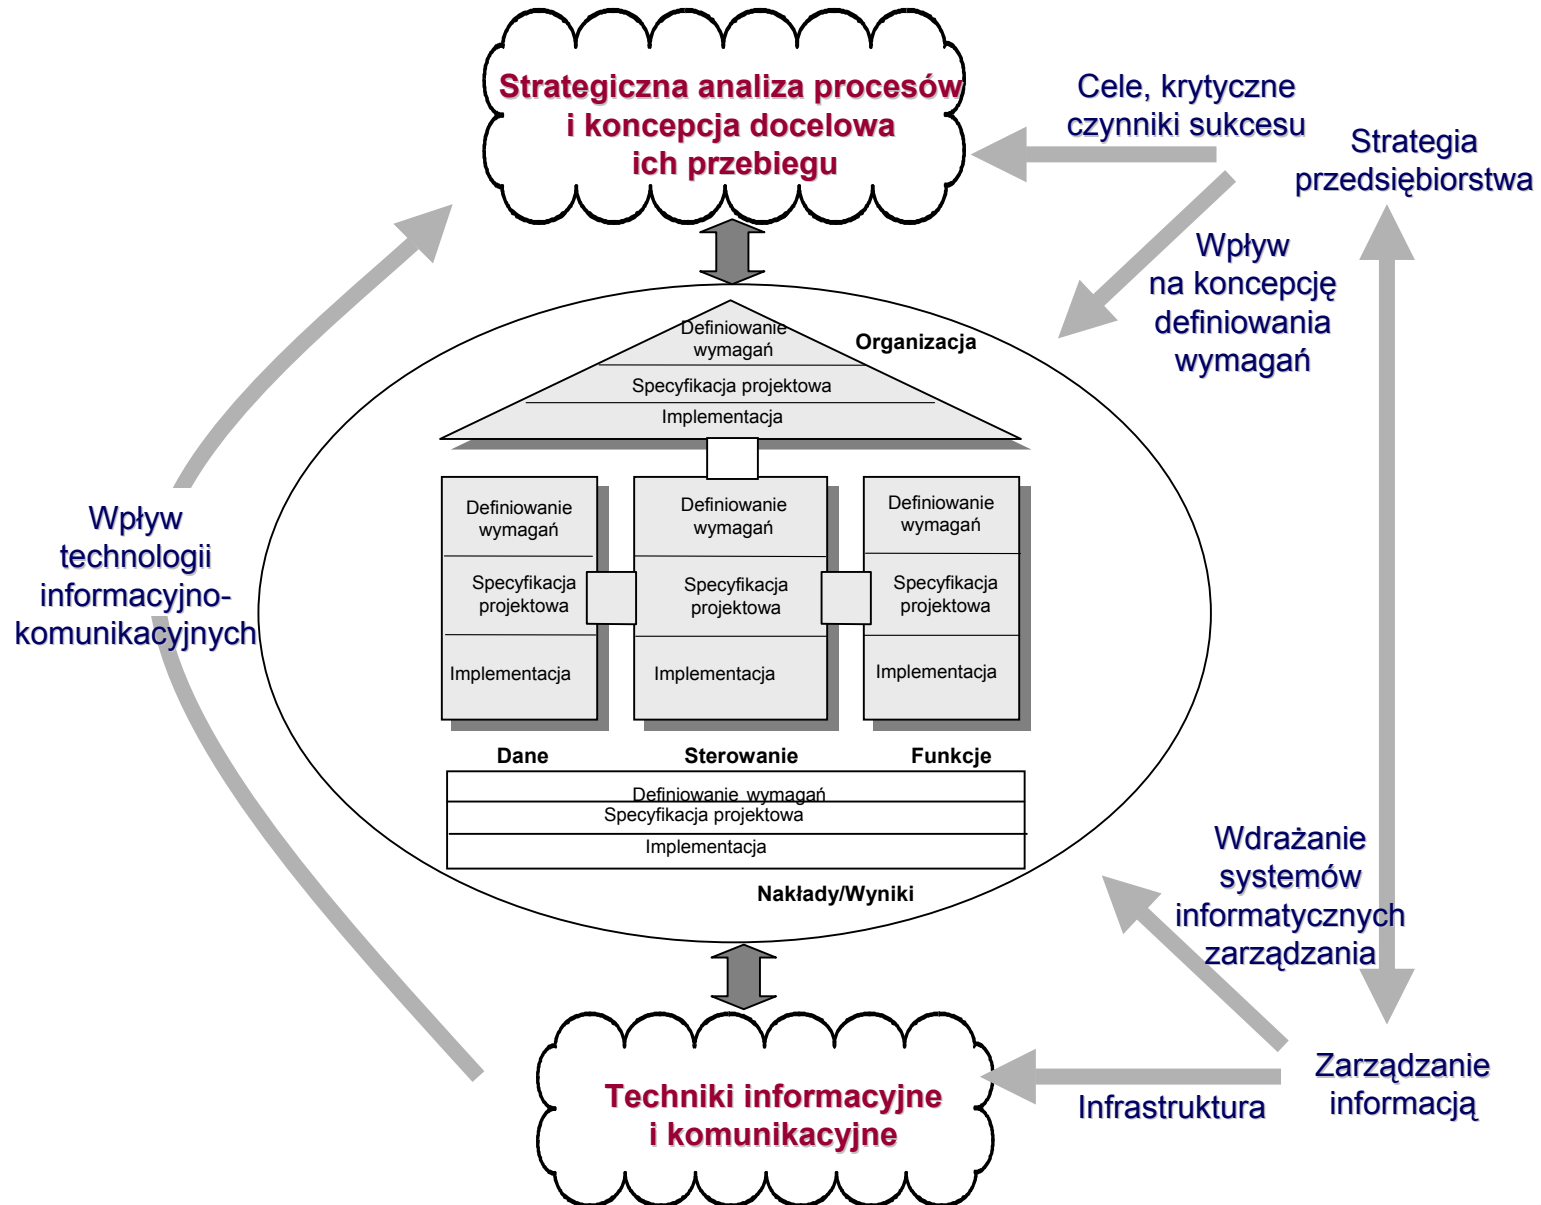 Strategiczna analiza procesów
i koncepcja docelowa
ich przebiegu
Cele, krytyczne
czynniki sukcesu
Strategia
przedsiębiorstwa
Wpływ
na koncepcję
definiowania
wymagań
Definiowanie
wymagań
Organizacja
Specyfikacja projektowa
Implementacja
Wpływ
technologii
informacyjno-
komunikacyjnych
Definiowanie
wymagań
Specyfikacja
projektowa
Implementacja
Definiowanie
wymagań
Specyfikacja
projektowa
Implementacja
Definiowanie
wymagań
Specyfikacja
projektowa
Implementacja
Dane
Sterowanie
Funkcje
Definiowanie wymagań
Specyfikacja projektowa
Implementacja
Nakłady/Wyniki
Wdrażanie
systemów
informatycznych
zarządzania
Techniki informacyjne
i komunikacyjne
Infrastruktura
Zarządzanie
informacją